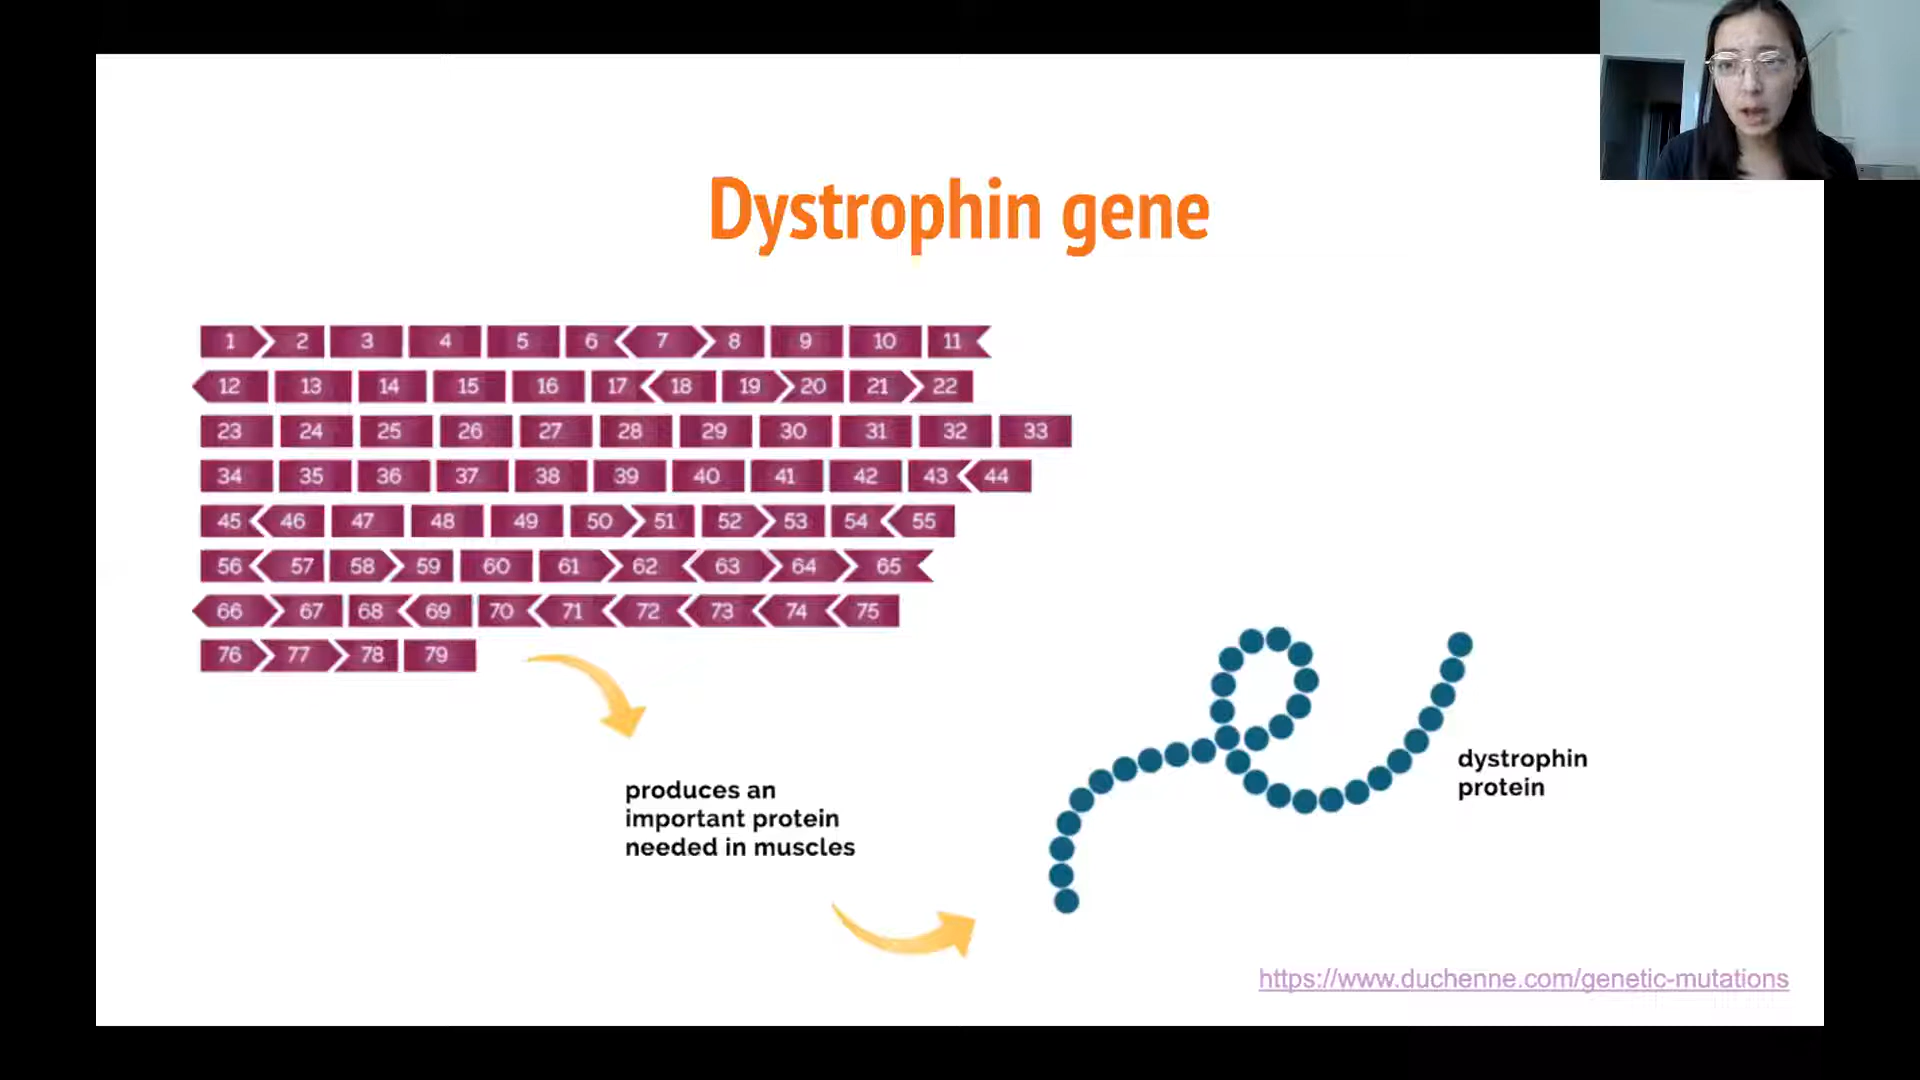 Dystrophin gene
1 2 3 4 5 6 7 8 9 10 11
12 13 14 15 16 17 18 19 20 21 22
23 24 25 26 27 28 29 30 31 32 33
34 35 36 37 38 39 40 41 42 43 44
45 46 47 48 49 50 51 52 53 54 55
56 57 58 59 60 61 62 63 64 65
66 67 68 69 70 71 72 73 74 75
76 77 78 79
produces an
important protein
needed in muscles
dystrophin
protein
https://www.duchenne.com/genetic-mutations